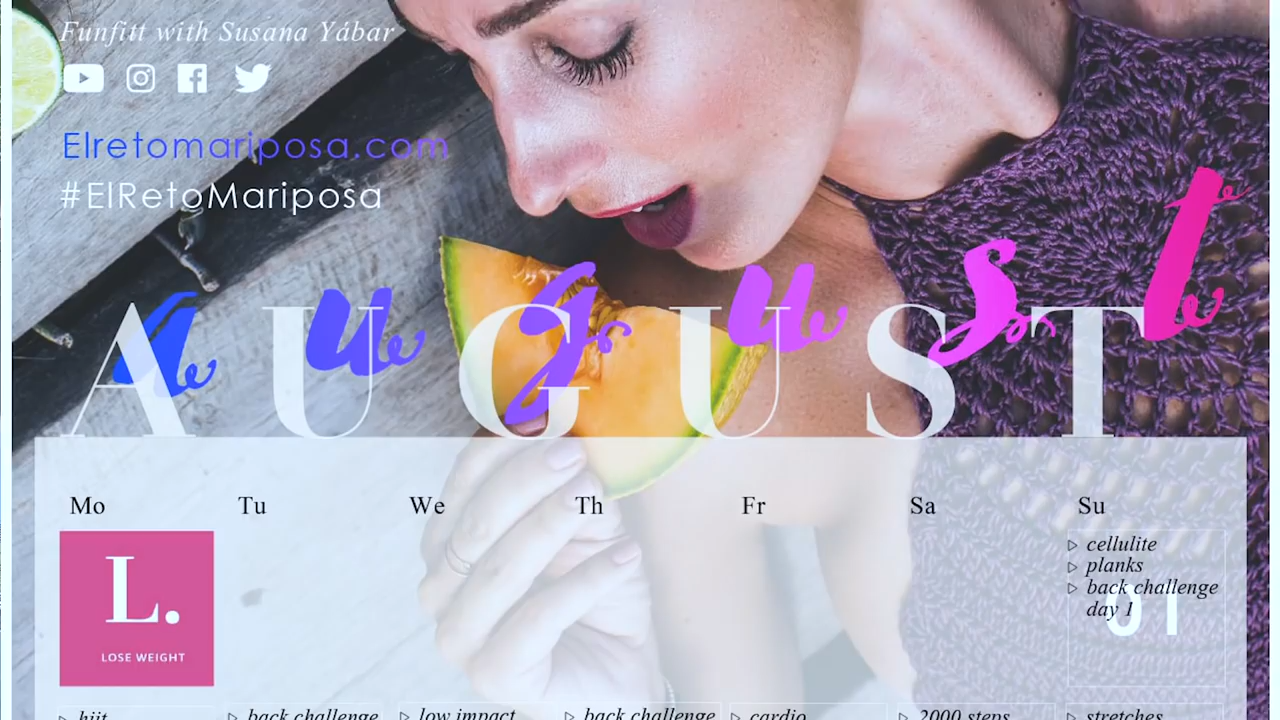 Funfitt with Susana Yábar
Elretomariposa.com
#ElRetoMariposa
August
AUGUST
Mo Tu We Th Fr Sa Su
L.
LOSE WEIGHT
cellulite
planks
back challenge
day 1
01
hiit back challenge low impact back challenge cardio 2000 steps stretches